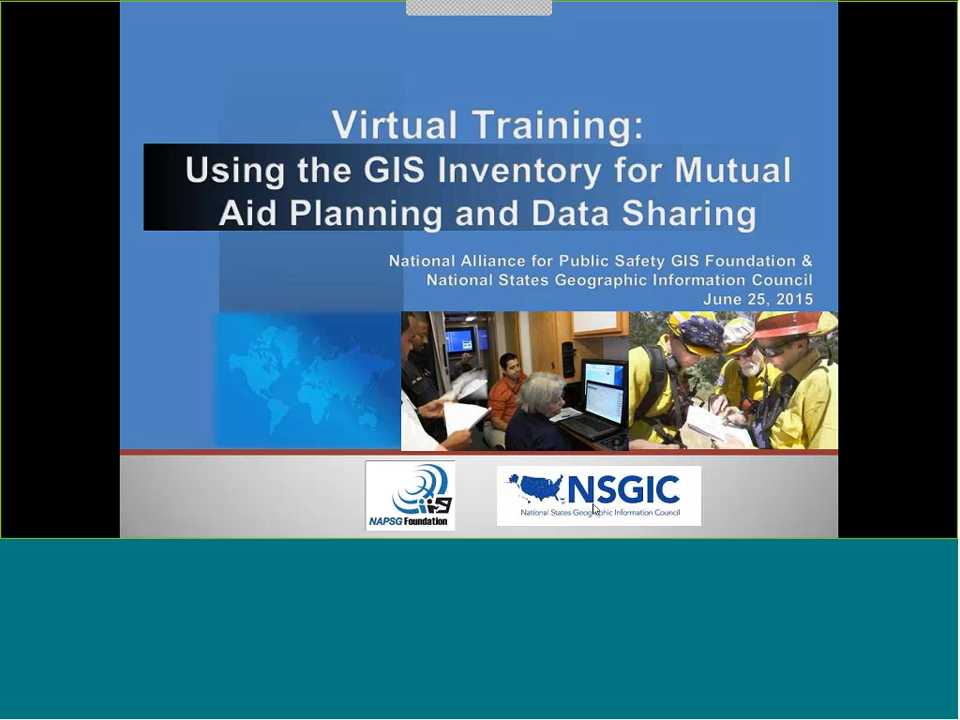 Virtual Training:
Using the GIS Inventory for Mutual
Aid Planning and Data Sharing
National Alliance for Public Safety GIS Foundation &
National States Geographic Information Council
June 25, 2015
NAPSG Foundation
NSGIC
National States Geographic Information Council